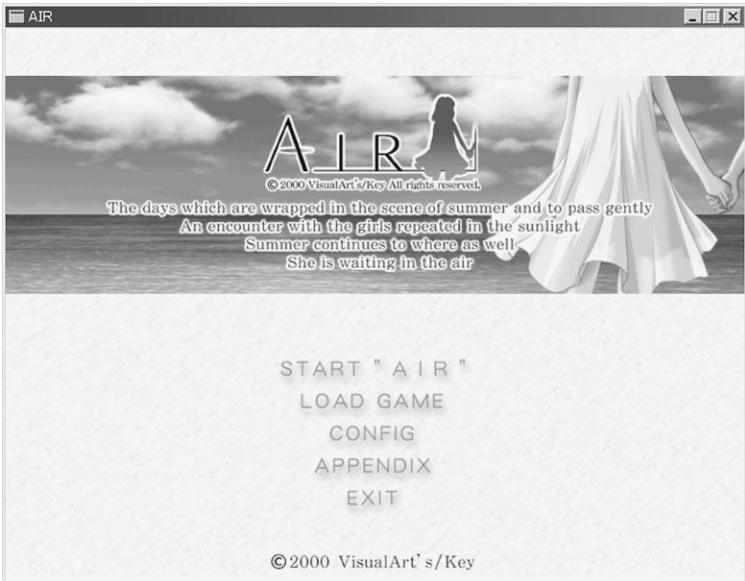 AIR
AIR
© 2000 VisualArt's/Key All rights reserved.
The days which are wrapped in the scene of summer and to pass gently
An encounter with the girls repeated in the sunlight
Summer continues to where as well
She is waiting in the air
START "AIR"
LOAD GAME
CONFIG
APPENDIX
EXIT
©2000 VisualArt's/Key